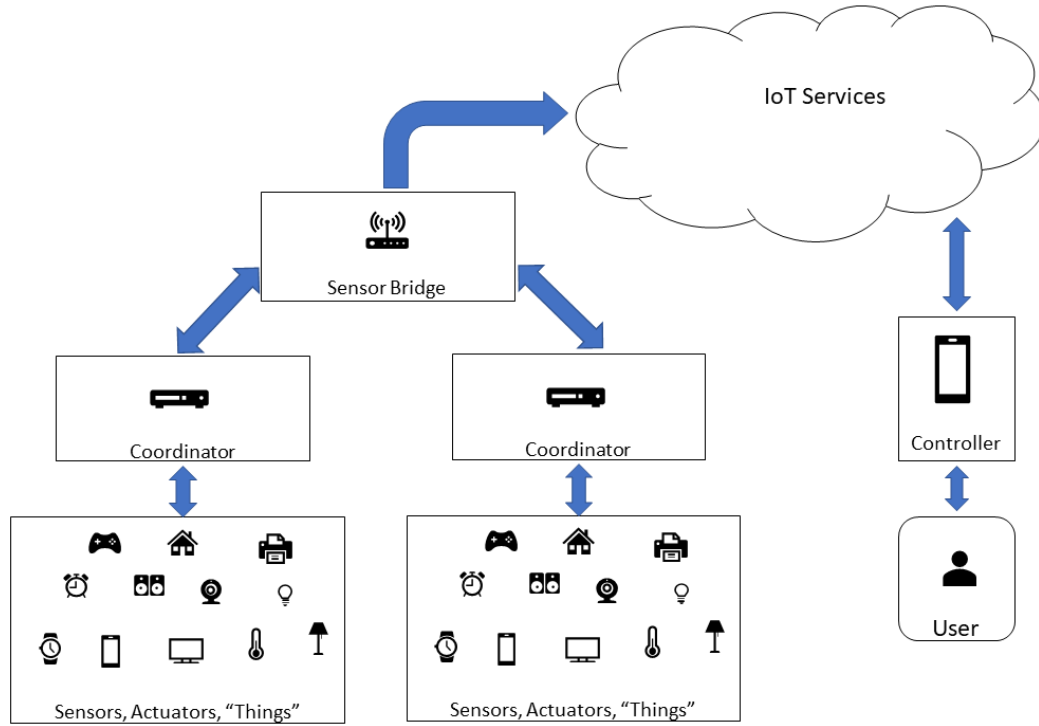 IoT Services
Sensor Bridge
Coordinator
Coordinator
Controller
Sensors, Actuators, “Things”
Sensors, Actuators, “Things”
User